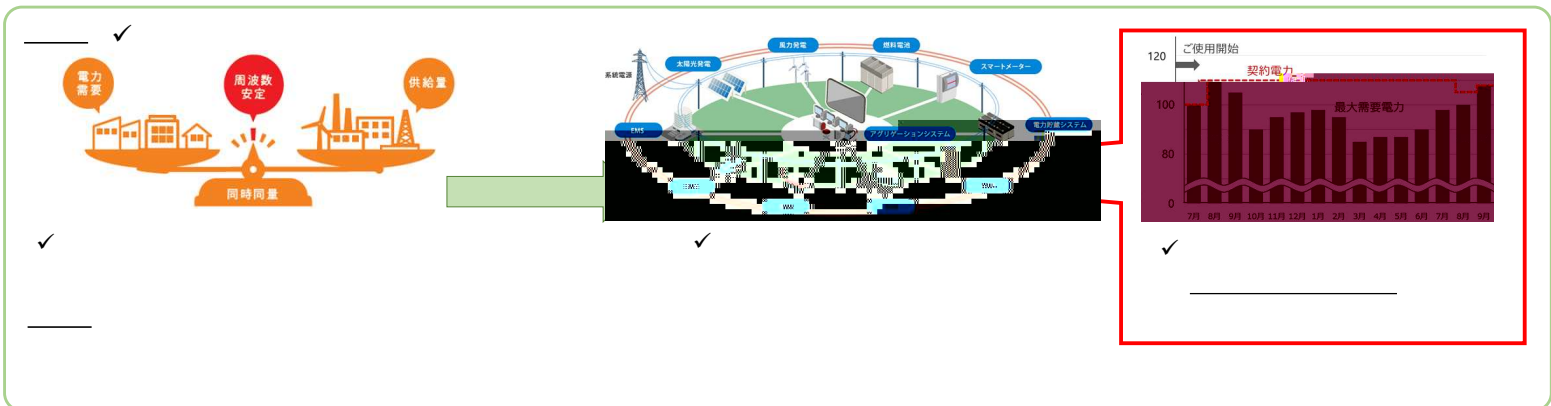 ✓
電力
需要
周波数
安定
供給量
同時同量
✓
風力発電
燃料電池
太陽光発電
スマートメーター
系統電源
EMS
アグリゲーションシステム
電力貯蔵システム
✓
ご使用開始
120
契約電力
100
最大需要電力
80
0
7月 8月 9月 10月 11月 12月 1月 2月 3月 4月 5月 6月 7月 8月 9月
✓